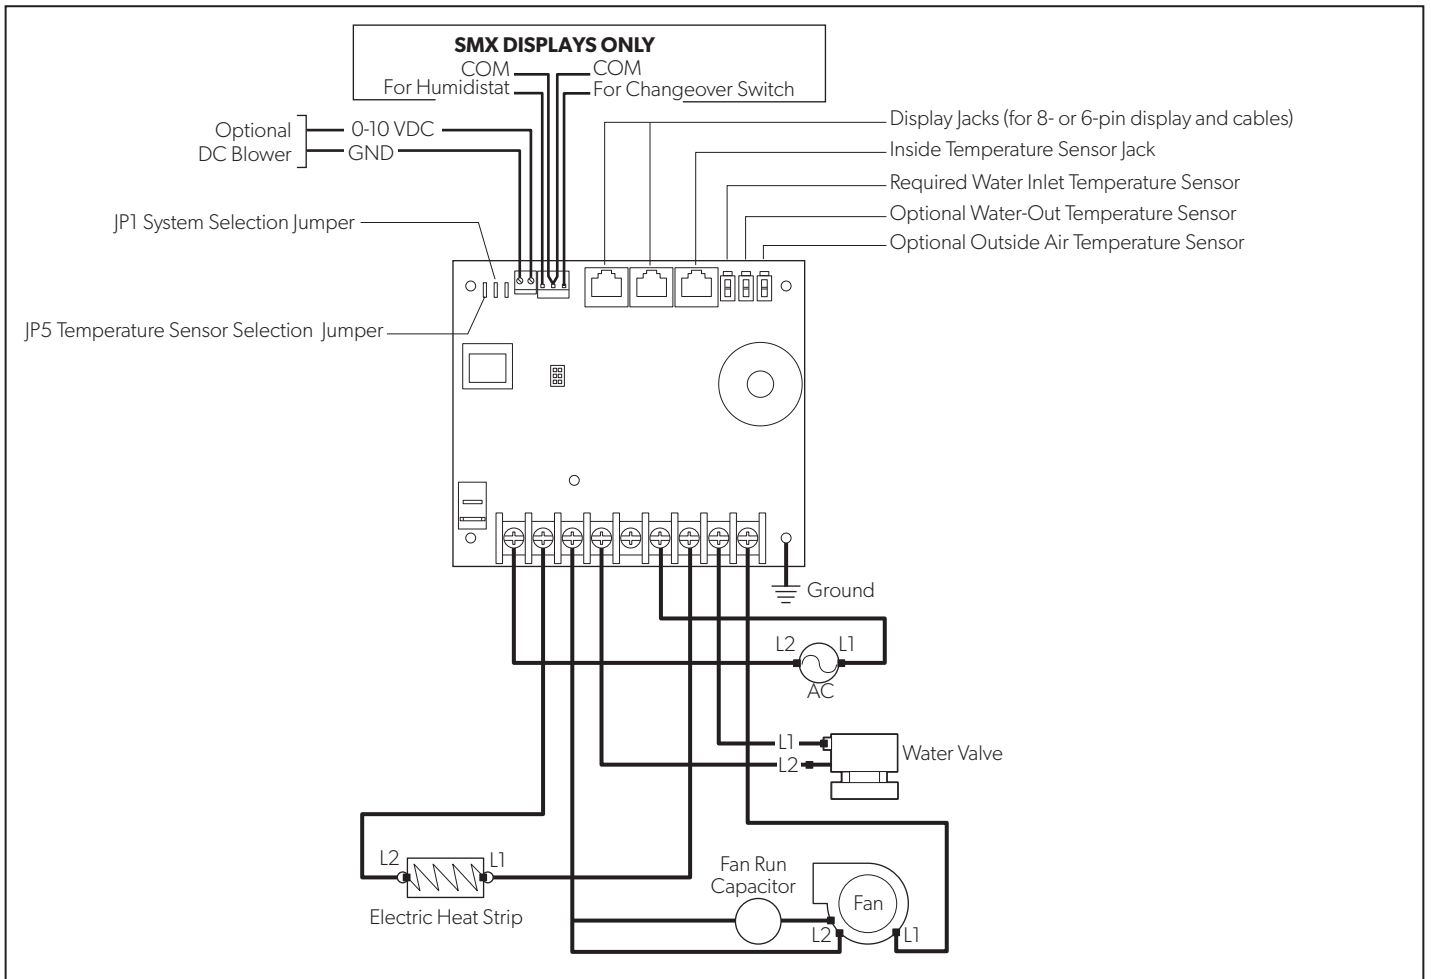 SMX DISPLAYS ONLY
COM
COM
For Humidistat
For Changeover Switch
Optional
DC Blower
0-10 VDC
GND
Display Jacks (for 8- or 6-pin display and cables)
Inside Temperature Sensor Jack
Required Water Inlet Temperature Sensor
Optional Water-Out Temperature Sensor
Optional Outside Air Temperature Sensor
JP1 System Selection Jumper
JP5 Temperature Sensor Selection Jumper
Ground
L2
L1
AC
L1
L2
Water Valve
L2
L1
Electric Heat Strip
Fan Run
Capacitor
Fan
L2
L1